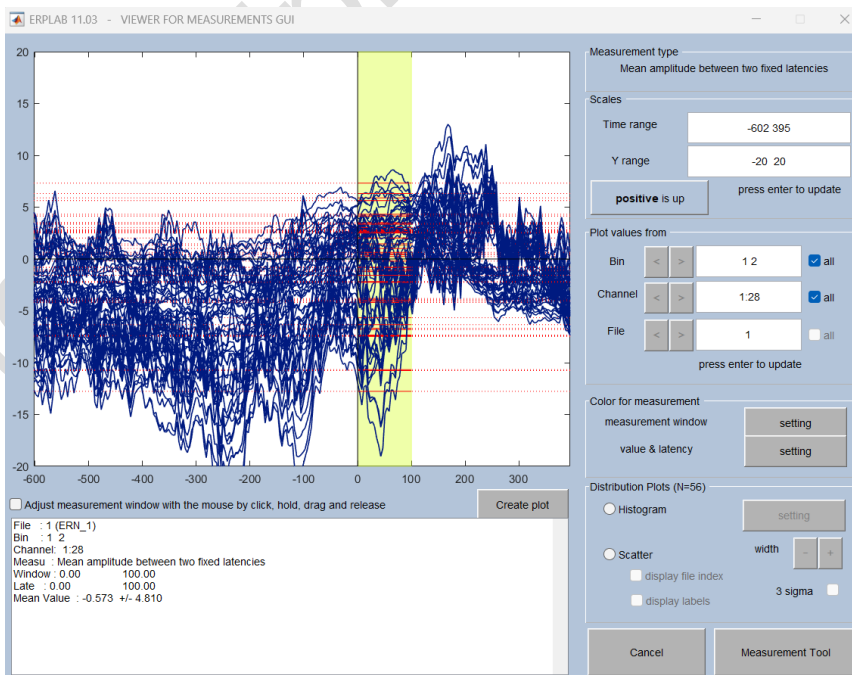 ERPLAB 11.03 - VIEWER FOR MEASUREMENTS GUI
20
15
10
5
0
-5
-10
-15
-20
-600 -500 -400 -300 -200 -100 0 100 200 300
Adjust measurement window with the mouse by click, hold, drag and release
Create plot
File : 1 (ERN_1)
Bin : 1 2
Channel: 1:28
Measu : Mean amplitude between two fixed latencies
Window : 0.00 100.00
Late : 0.00 100.00
Mean Value : -0.573 +/- 4.810
Measurement type
Mean amplitude between two fixed latencies
Scales
Time range -602 395
Y range -20 20
positive is up press enter to update
Plot values from
Bin < > 1 2 all
Channel < > 1:28 all
File < > 1 all
press enter to update
Color for measurement
measurement window setting
value & latency setting
Distribution Plots (N=56)
Histogram setting
Scatter width - +
display file index
3 sigma
display labels
Cancel Measurement Tool